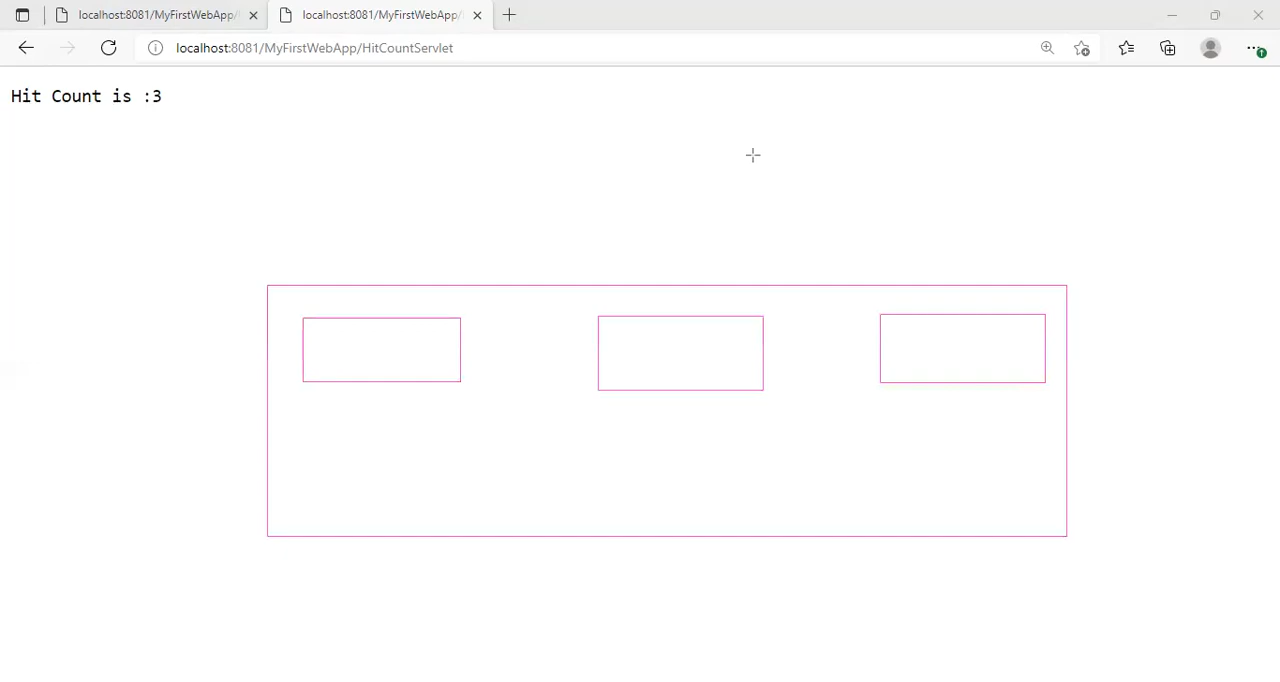 localhost:8081/MyFirstWebApp/
localhost:8081/MyFirstWebApp/
localhost:8081/MyFirstWebApp/HitCountServlet
Hit Count is :3